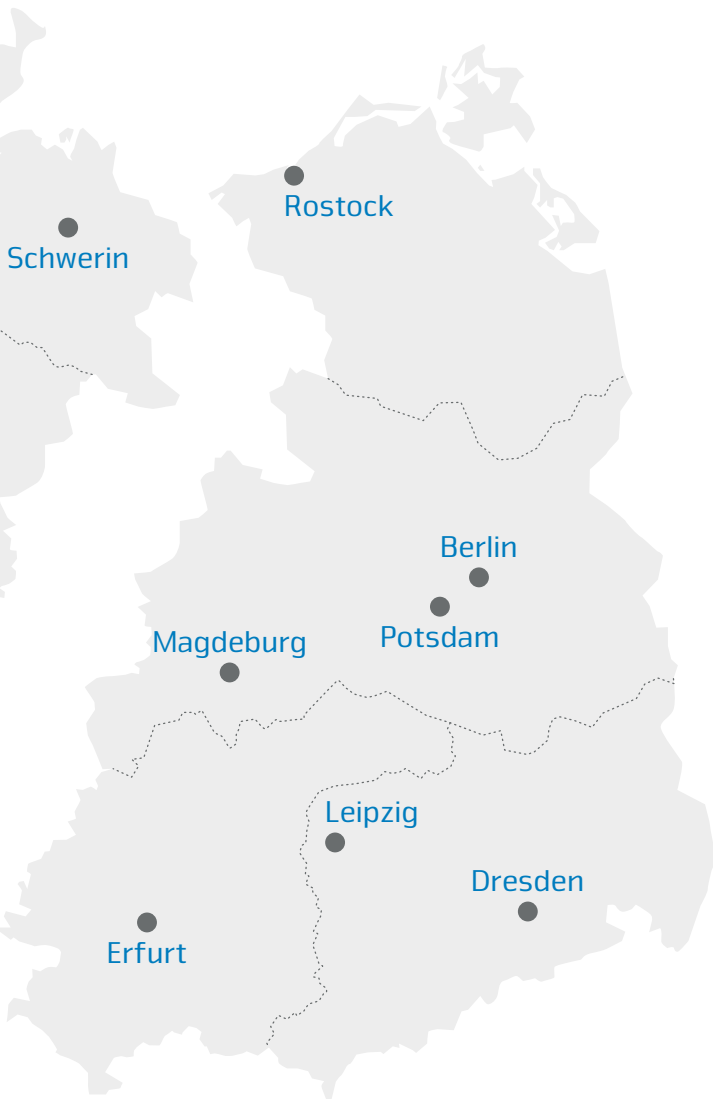 Rostock
Schwerin
Berlin
Potsdam
Magdeburg
Leipzig
Dresden
Erfurt